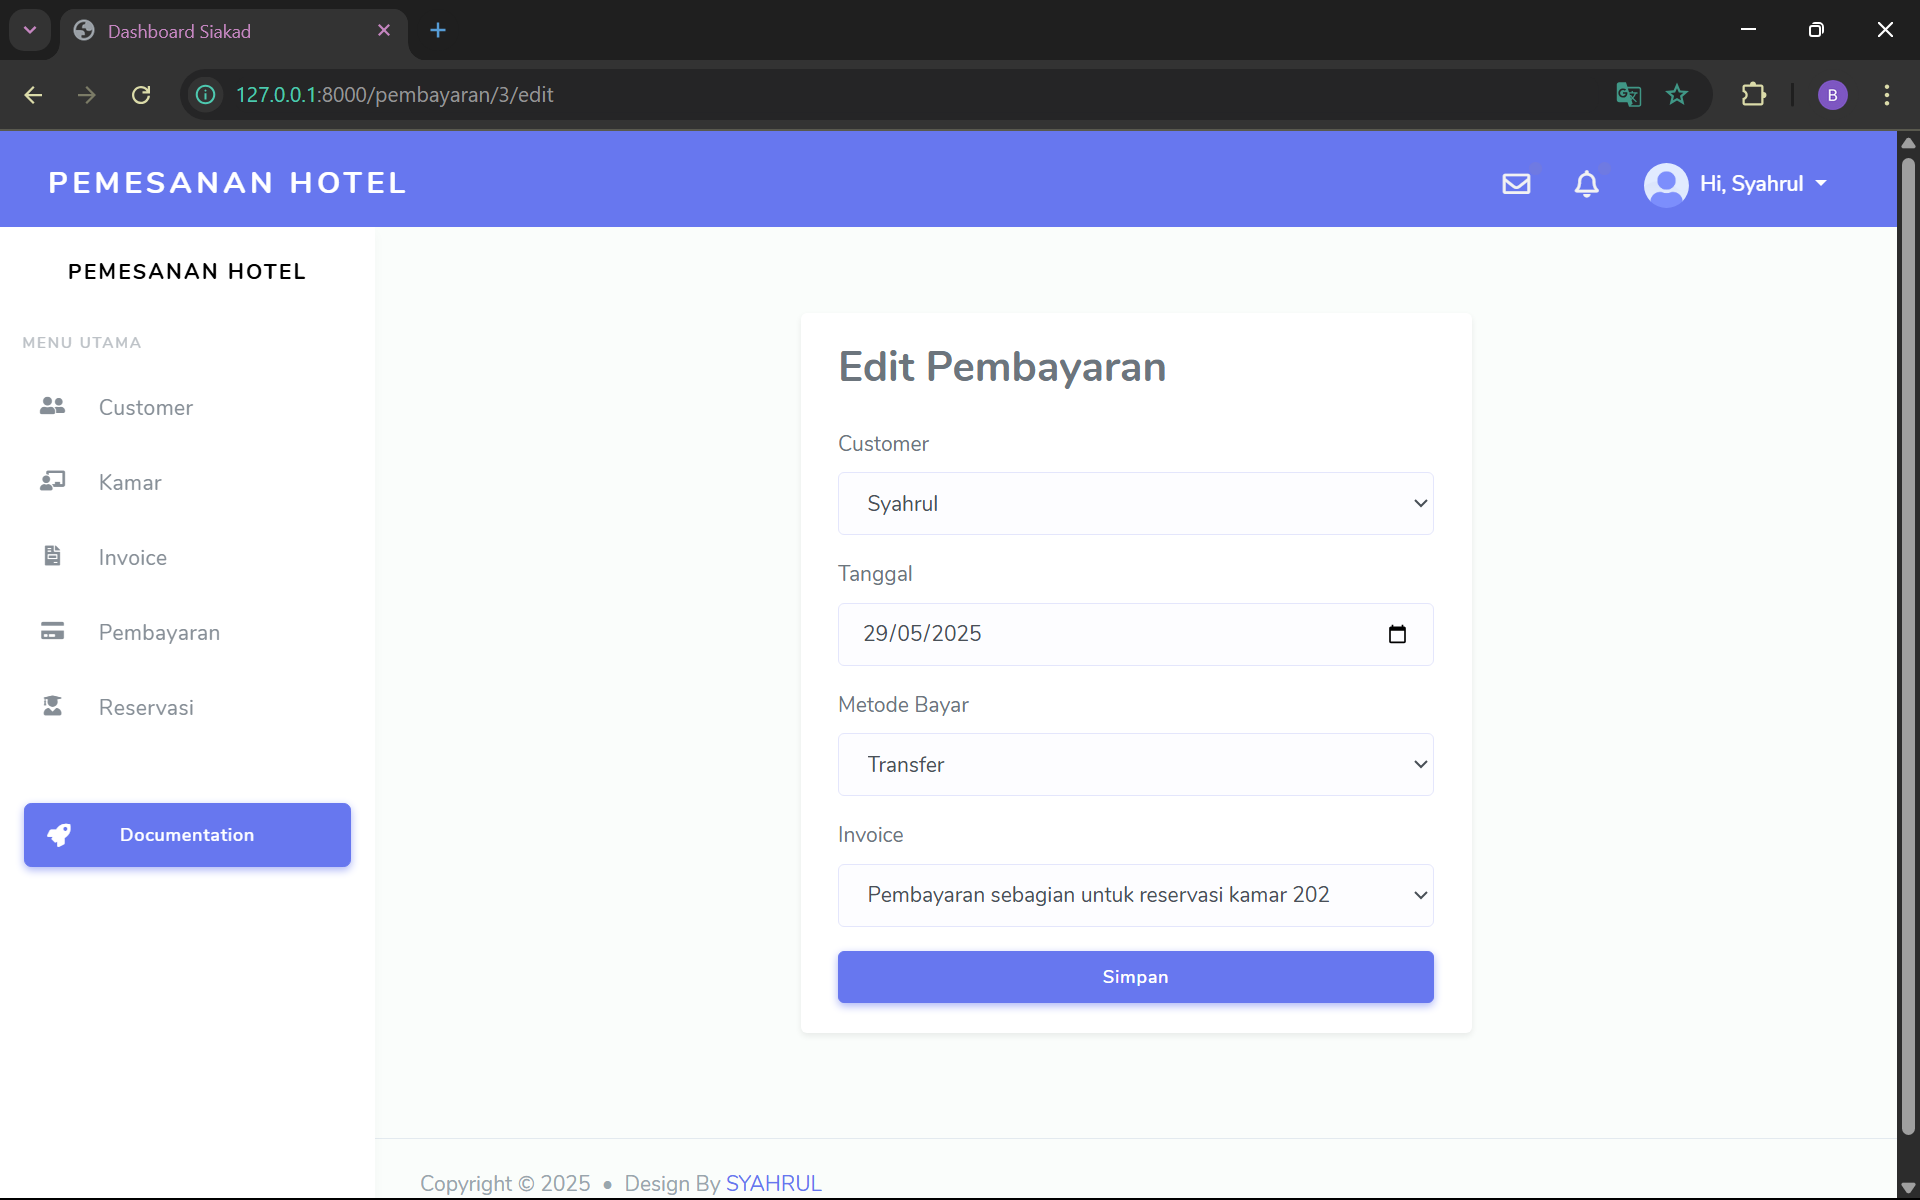 Dashboard Siakad
127.0.0.1:8000/pembayaran/3/edit
B
PEMESANAN HOTEL
Hi, Syahrul
PEMESANAN HOTEL
MENU UTAMA
Customer
Kamar
Invoice
Pembayaran
Reservasi
Documentation
Edit Pembayaran
Customer
Syahrul
Tanggal
29/05/2025
Metode Bayar
Transfer
Invoice
Pembayaran sebagian untuk reservasi kamar 202
Simpan
Copyright © 2025 • Design By SYAHRUL